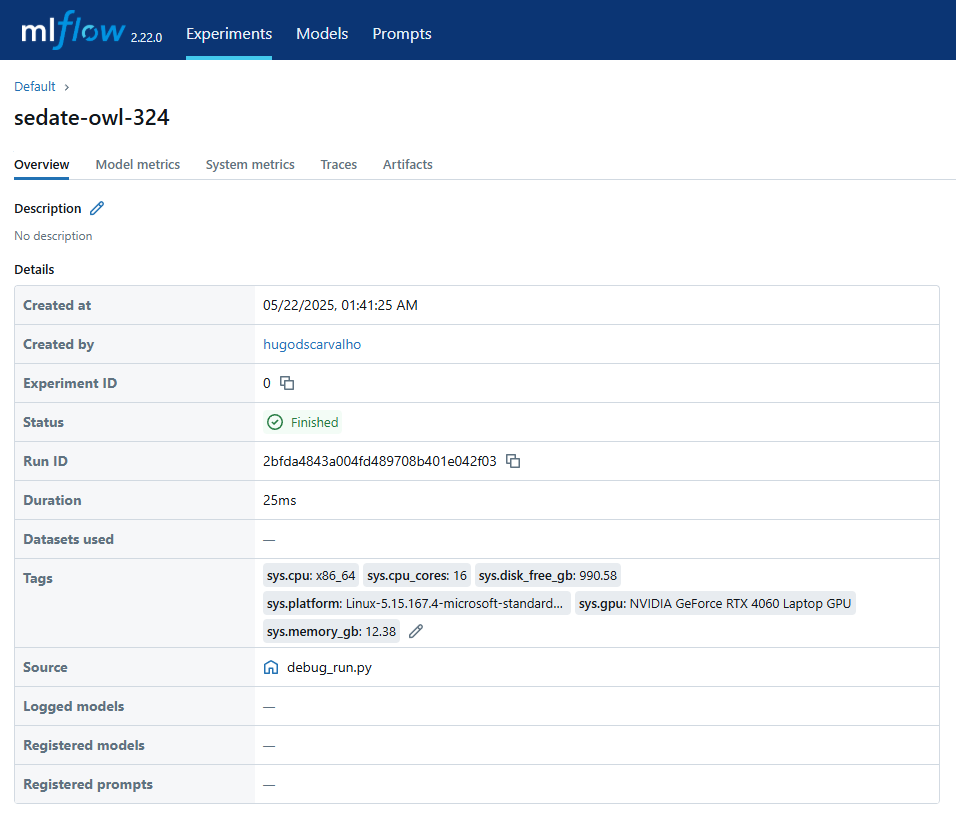 mlflow 2.22.0 Experiments Models Prompts
Default
sedate-owl-324
Overview Model metrics System metrics Traces Artifacts
Description
No description
Details
Created at 05/22/2025, 01:41:25 AM
Created by hugodscarvalho
Experiment ID 0
Status Finished
Run ID 2bfda4843a004fd489708b401e042f03
Duration 25ms
Datasets used —
Tags sys.cpu: x86_64 sys.cpu_cores: 16 sys.disk_free_gb: 990.58
sys.platform: Linux-5.15.167.4-microsoft-standard... sys.gpu: NVIDIA GeForce RTX 4060 Laptop GPU
sys.memory_gb: 12.38
Source debug_run.py
Logged models —
Registered models —
Registered prompts —